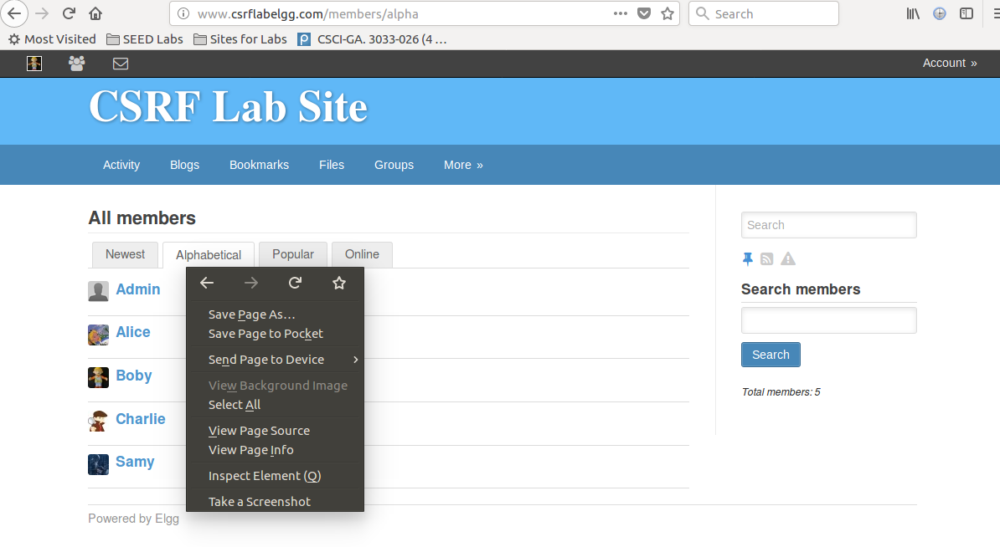 www.csrflabelgg.com/members/alpha
Search
Most Visited SEED Labs Sites for Labs CSCI-GA. 3033-026 (4 …
Account »
CSRF Lab Site
Activity Blogs Bookmarks Files Groups More »
All members
Newest Alphabetical Popular Online
Admin
Alice
Boby
Charlie
Samy
Save Page As…
Save Page to Pocket
Send Page to Device
View Background Image
Select All
View Page Source
View Page Info
Inspect Element (Q)
Take a Screenshot
Search
Search members
Search
Total members: 5
Powered by Elgg